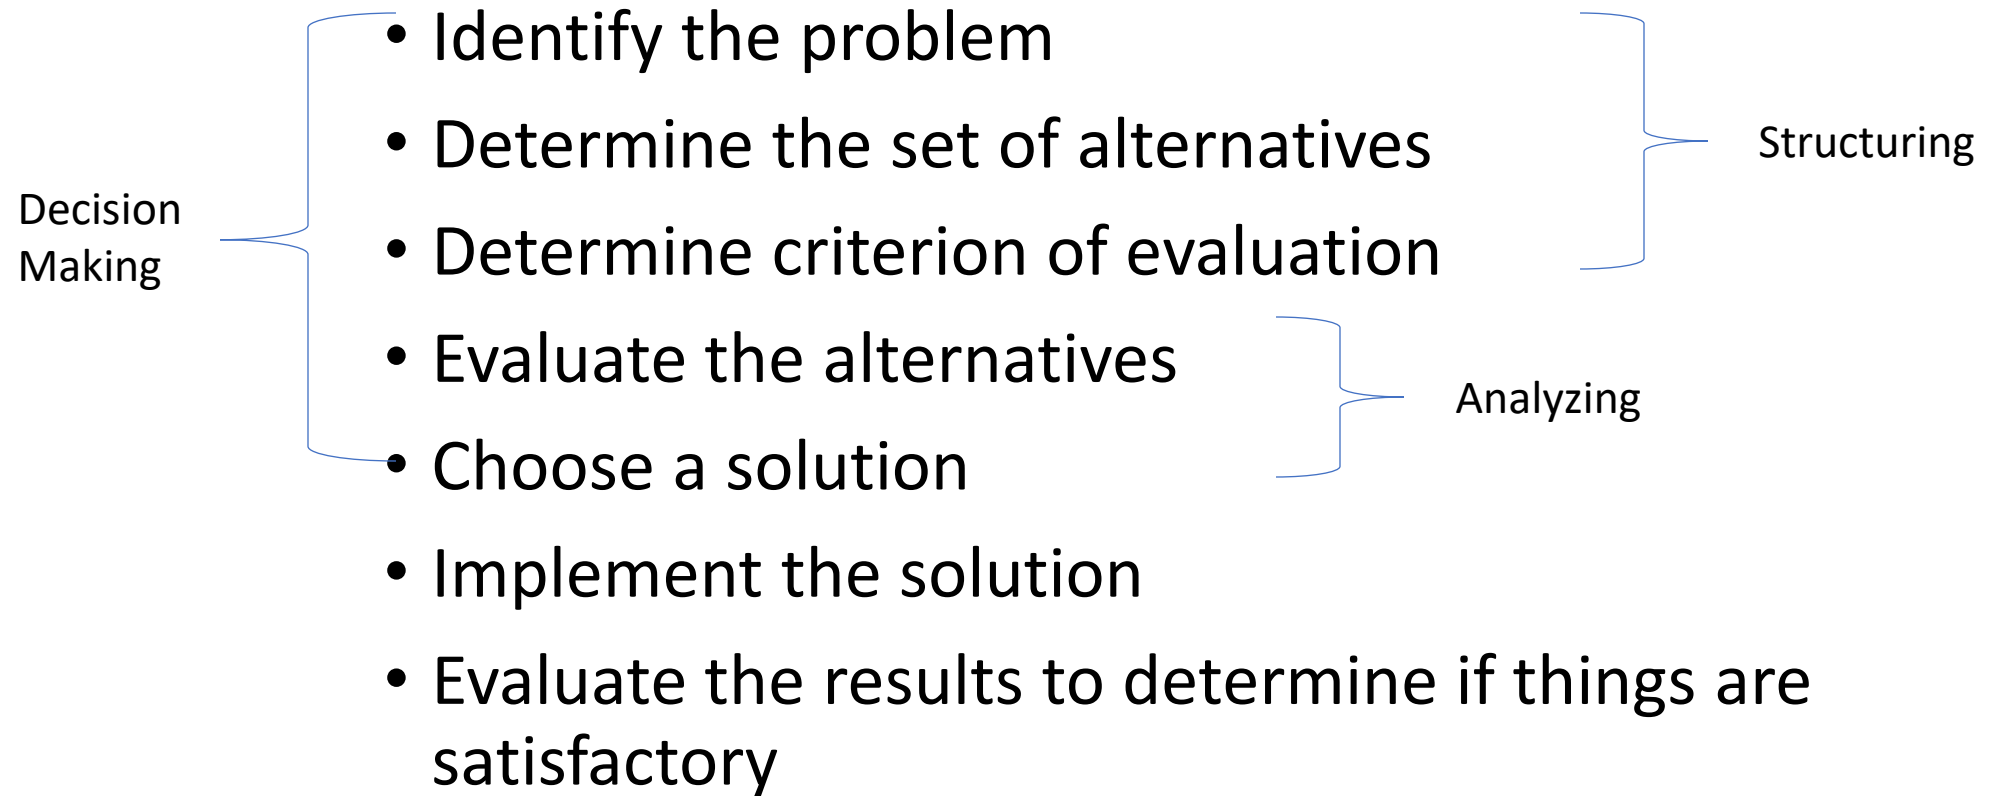 • Identify the problem
• Determine the set of alternatives
Structuring
Decision
Making
• Determine criterion of evaluation
• Evaluate the alternatives
Analyzing
• Choose a solution
• Implement the solution
• Evaluate the results to determine if things are
satisfactory